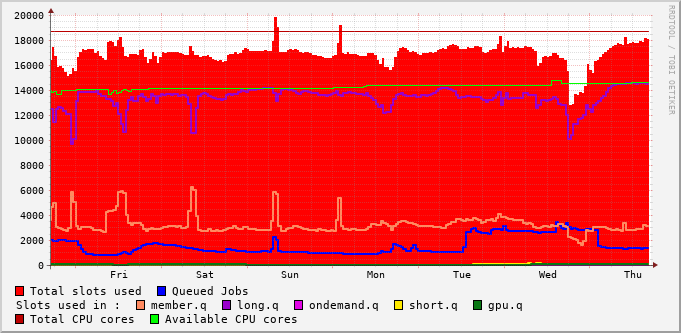 RRDTOOL / TOBI OETIKER
20000
18000
16000
14000
12000
10000
8000
6000
4000
2000
0
Fri Sat Sun Mon Tue Wed Thu
Total slots used Queued Jobs
Slots used in : member.q long.q ondemand.q short.q gpu.q
Total CPU cores Available CPU cores